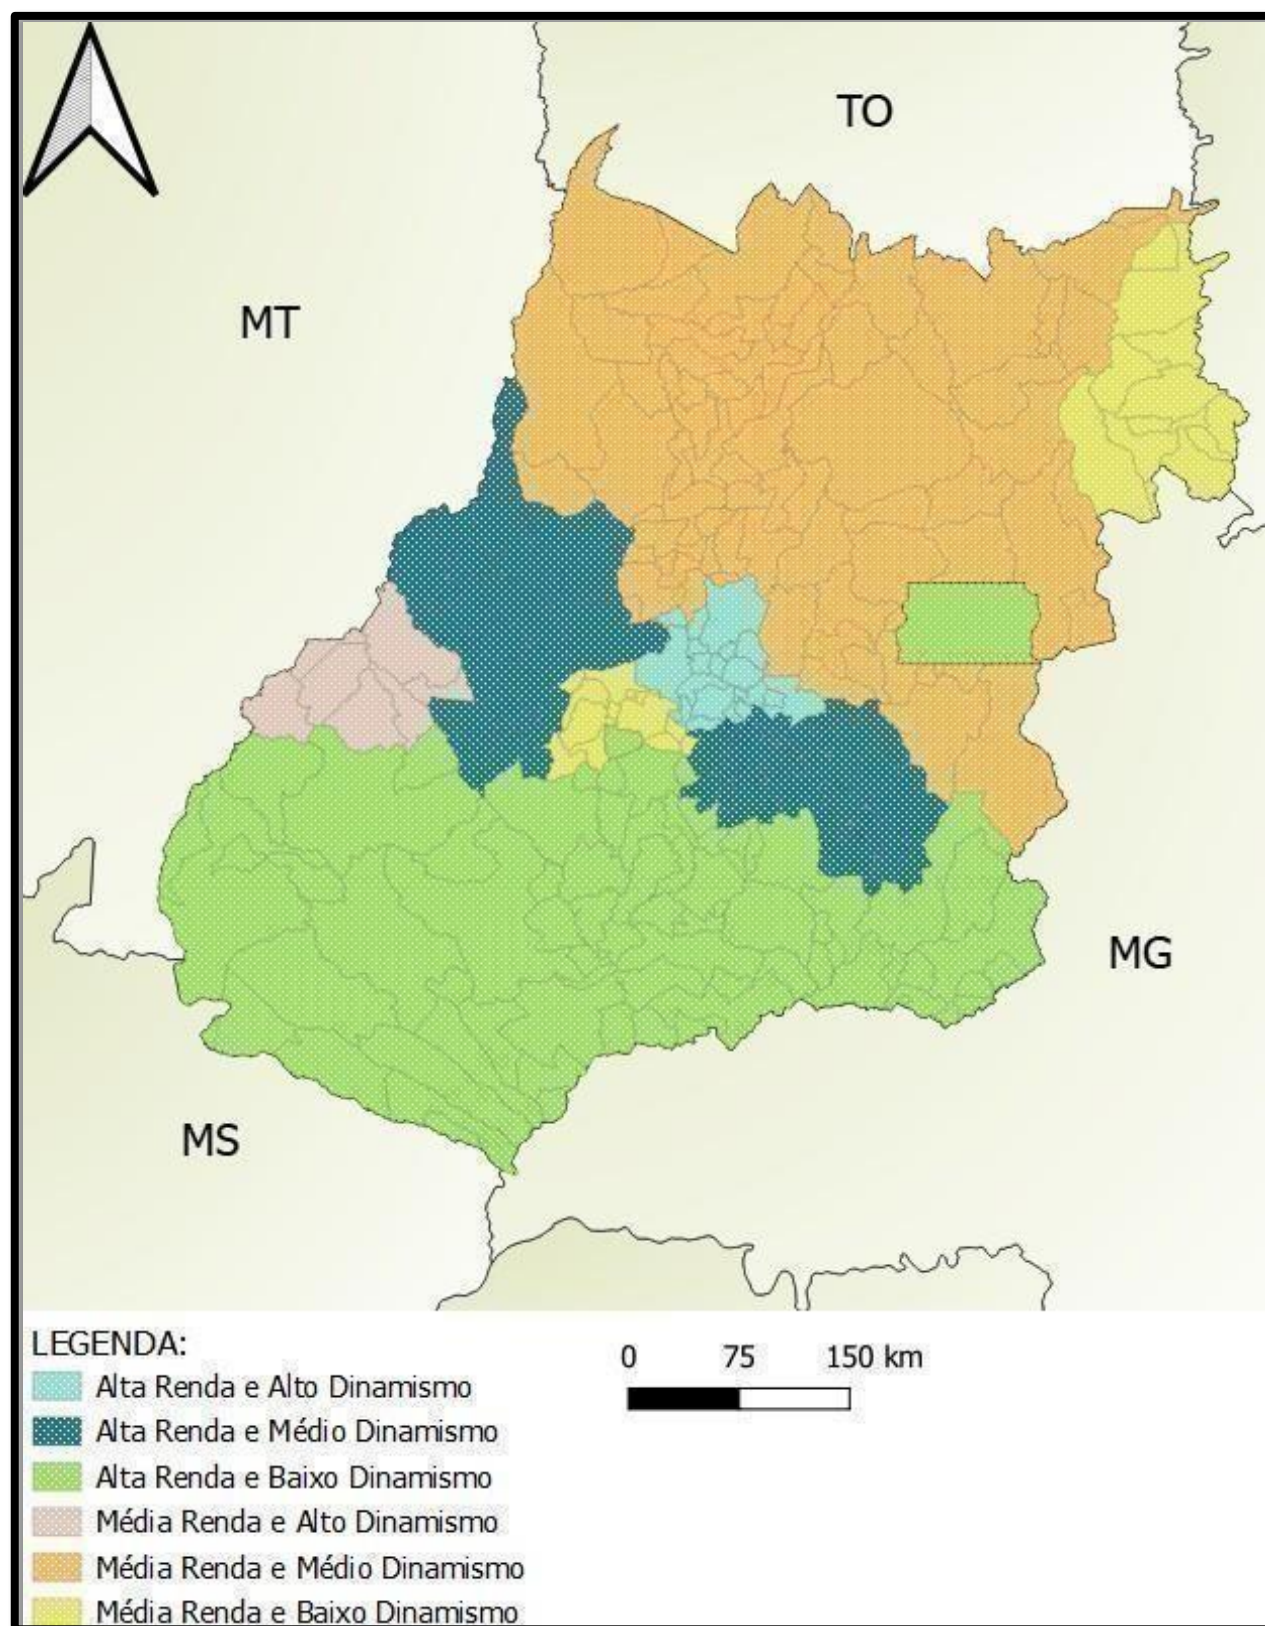 TO
MT
MG
MS
LEGENDA:
0 75 150 km
Alta Renda e Alto Dinamismo
Alta Renda e Médio Dinamismo
Alta Renda e Baixo Dinamismo
Média Renda e Alto Dinamismo
Média Renda e Médio Dinamismo
Média Renda e Baixo Dinamismo